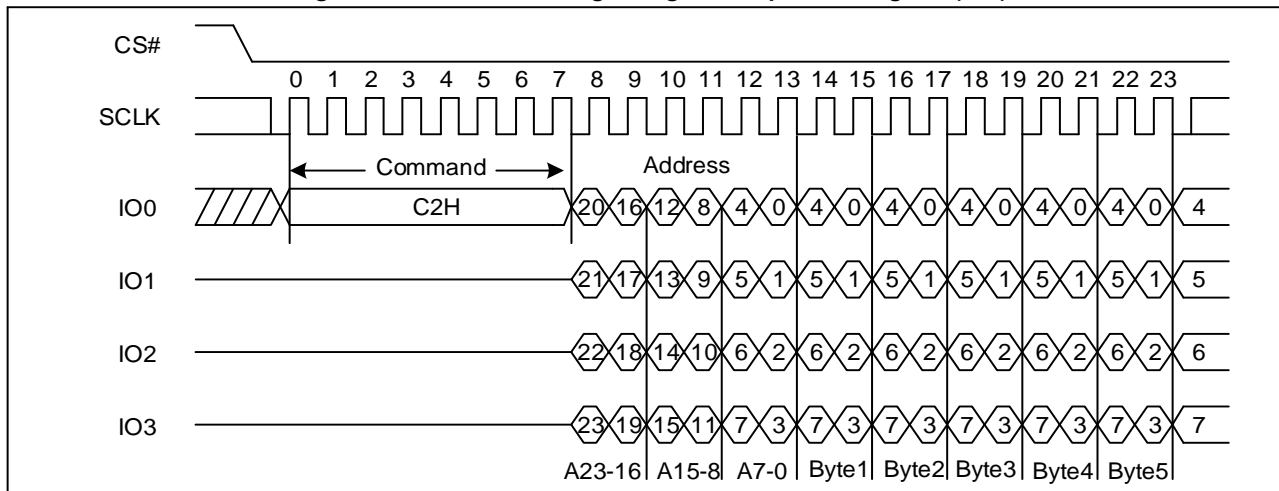 CS#
0 1 2 3 4 5 6 7 8 9 10 11 12 13 14 15 16 17 18 19 20 21 22 23
SCLK
Command Address
IO0 C2H 20 16 12 8 4 0 4 0 4 0 4 0 4 0 4 0 4
IO1 21 17 13 9 5 1 5 1 5 1 5 1 5 1 5 1 5
IO2 22 18 14 10 6 2 6 2 6 2 6 2 6 2 6 2 6
IO3 23 19 15 11 7 3 7 3 7 3 7 3 7 3 7 3 7
A23-16 A15-8 A7-0 Byte1 Byte2 Byte3 Byte4 Byte5